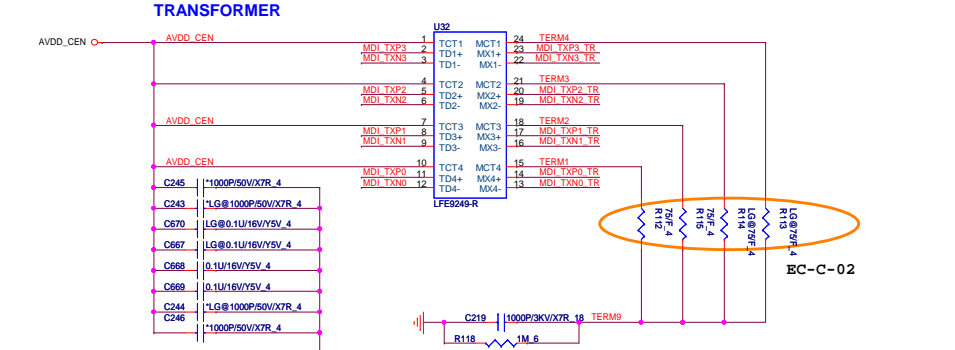 TRANSFORMER
U32
AVDD_CEN
AVDD_CEN
1 TCT1 MCT1 24 TERM4
MDI_TXP3 2 TD1+ MX1+ 23 MDI_TXP3_TR
MDI_TXN3 3 TD1- MX1- 22 MDI_TXN3_TR
4 TCT2 MCT2 21 TERM3
MDI_TXP2 5 TD2+ MX2+ 20 MDI_TXP2_TR
MDI_TXN2 6 TD2- MX2- 19 MDI_TXN2_TR
AVDD_CEN 7 TCT3 MCT3 18 TERM2
MDI_TXP1 8 TD3+ MX3+ 17 MDI_TXP1_TR
MDI_TXN1 9 TD3- MX3- 16 MDI_TXN1_TR
AVDD_CEN 10 TCT4 MCT4 15 TERM1
MDI_TXP0 11 TD4+ MX4+ 14 MDI_TXP0_TR
MDI_TXN0 12 TD4- MX4- 13 MDI_TXN0_TR
LFE9249-R
C245 *1000P/50V/X7R_4
C243 *LG@1000P/50V/X7R_4
C670 LG@0.1U/16V/Y5V_4
C667 LG@0.1U/16V/Y5V_4
C668 0.1U/16V/Y5V_4
C669 0.1U/16V/Y5V_4
C244 *LG@1000P/50V/X7R_4
C246 *1000P/50V/X7R_4
R112 75/F_4
R115 75/F_4
R114 LG@75/F_4
R113 LG@75/F_4
EC-C-02
C219 1000P/3KV/X7R_18 TERM9
R118 1M_6